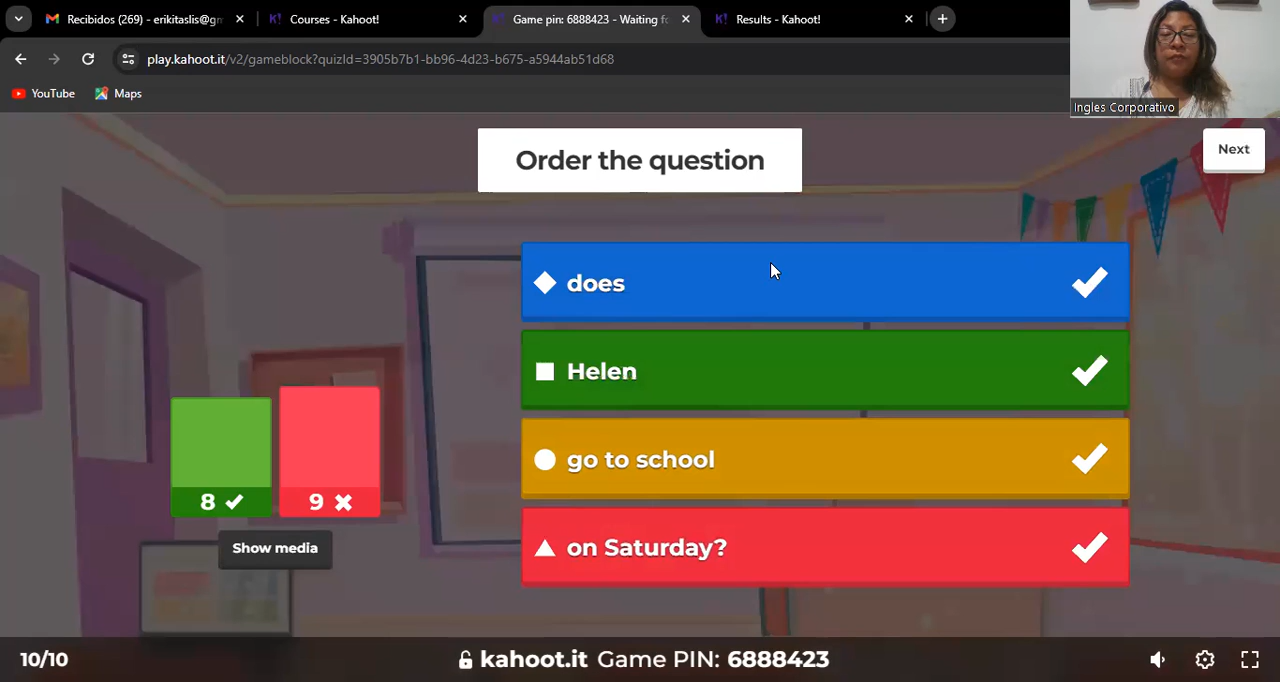 Recibidos (269) - erikitaslis@gm
Courses - Kahoot!
Game pin: 6888423 - Waiting fo
Results - Kahoot!
play.kahoot.it/v2/gameblock?quizId=3905b7b1-bb96-4d23-b675-a5944ab51d68
YouTube
Maps
Ingles Corporativo
Order the question
Next
does
Helen
go to school
on Saturday?
8
9
Show media
10/10
kahoot.it Game PIN: 6888423